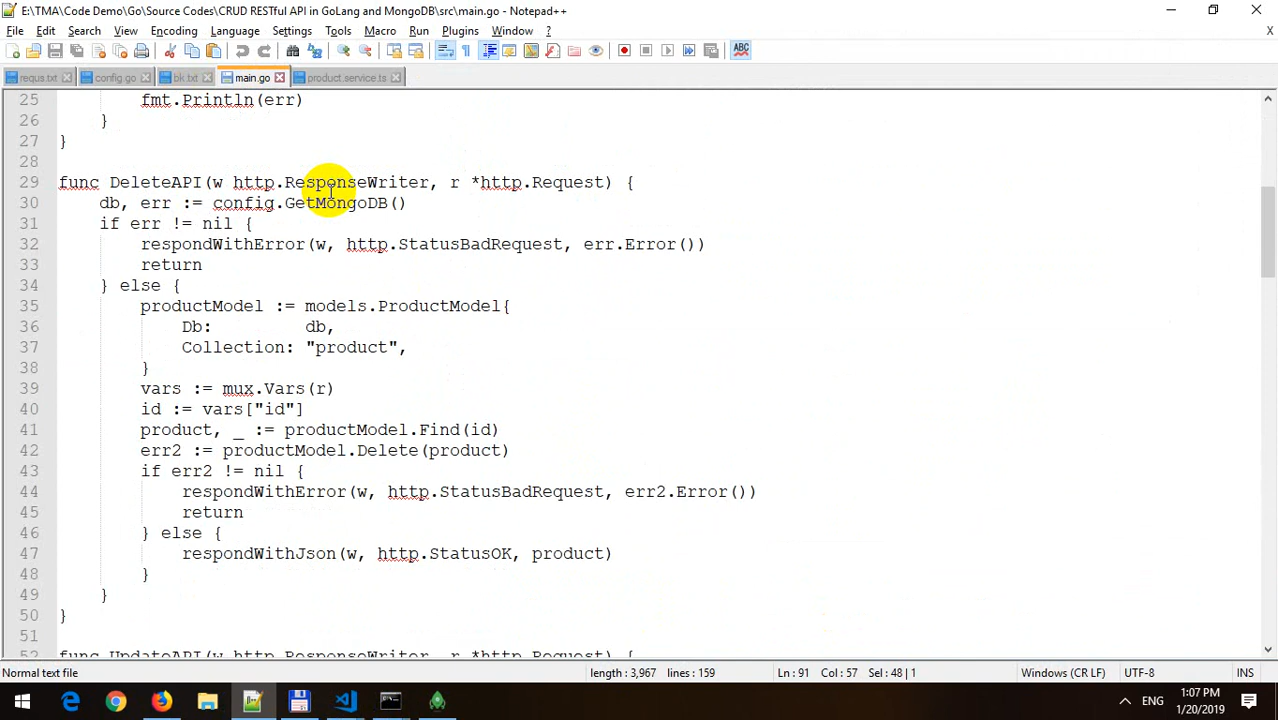 E:\TMA\Code Demo\Go\Source Codes\CRUD RESTful API in GoLang and MongoDB\src\main.go - Notepad++
File Edit Search View Encoding Language Settings Tools Macro Run Plugins Window ? X
requs.txt config.go bk.txt main.go product.service.ts
25 fmt.Println(err)
26 }
27 }
28
29 func DeleteAPI(w http.ResponseWriter, r *http.Request) {
30 db, err := config.GetMongoDB()
31 if err != nil {
32 respondWithError(w, http.StatusBadRequest, err.Error())
33 return
34 } else {
35 productModel := models.ProductModel{
36 Db: db,
37 Collection: "product",
38 }
39 vars := mux.Vars(r)
40 id := vars["id"]
41 product, _ := productModel.Find(id)
42 err2 := productModel.Delete(product)
43 if err2 != nil {
44 respondWithError(w, http.StatusBadRequest, err2.Error())
45 return
46 } else {
47 respondWithJson(w, http.StatusOK, product)
48 }
49 }
50 }
51
52 func UpdateAPI(w http.ResponseWriter, r *http.Request) {
Normal text file length : 3,967 lines : 159 Ln : 91 Col : 57 Sel : 48 | 1 Windows (CR LF) UTF-8 INS
ENG 1:07 PM
1/20/2019